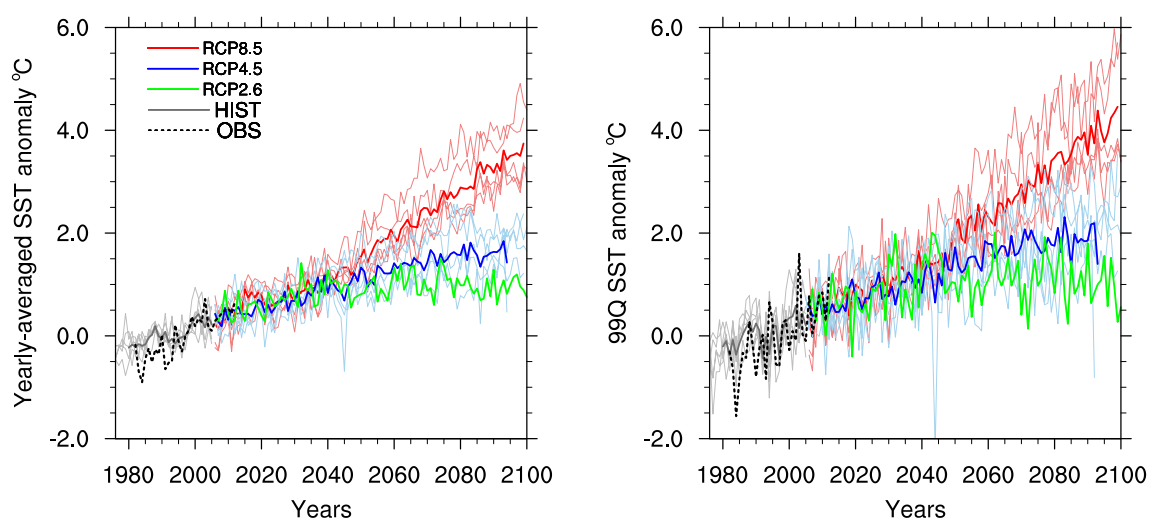 Yearly-averaged SST anomaly °C
6.0
4.0
2.0
0.0
-2.0
RCP8.5
RCP4.5
RCP2.6
HIST
OBS
1980 2000 2020 2040 2060 2080 2100
Years
99Q SST anomaly °C
6.0
4.0
2.0
0.0
-2.0
1980 2000 2020 2040 2060 2080 2100
Years